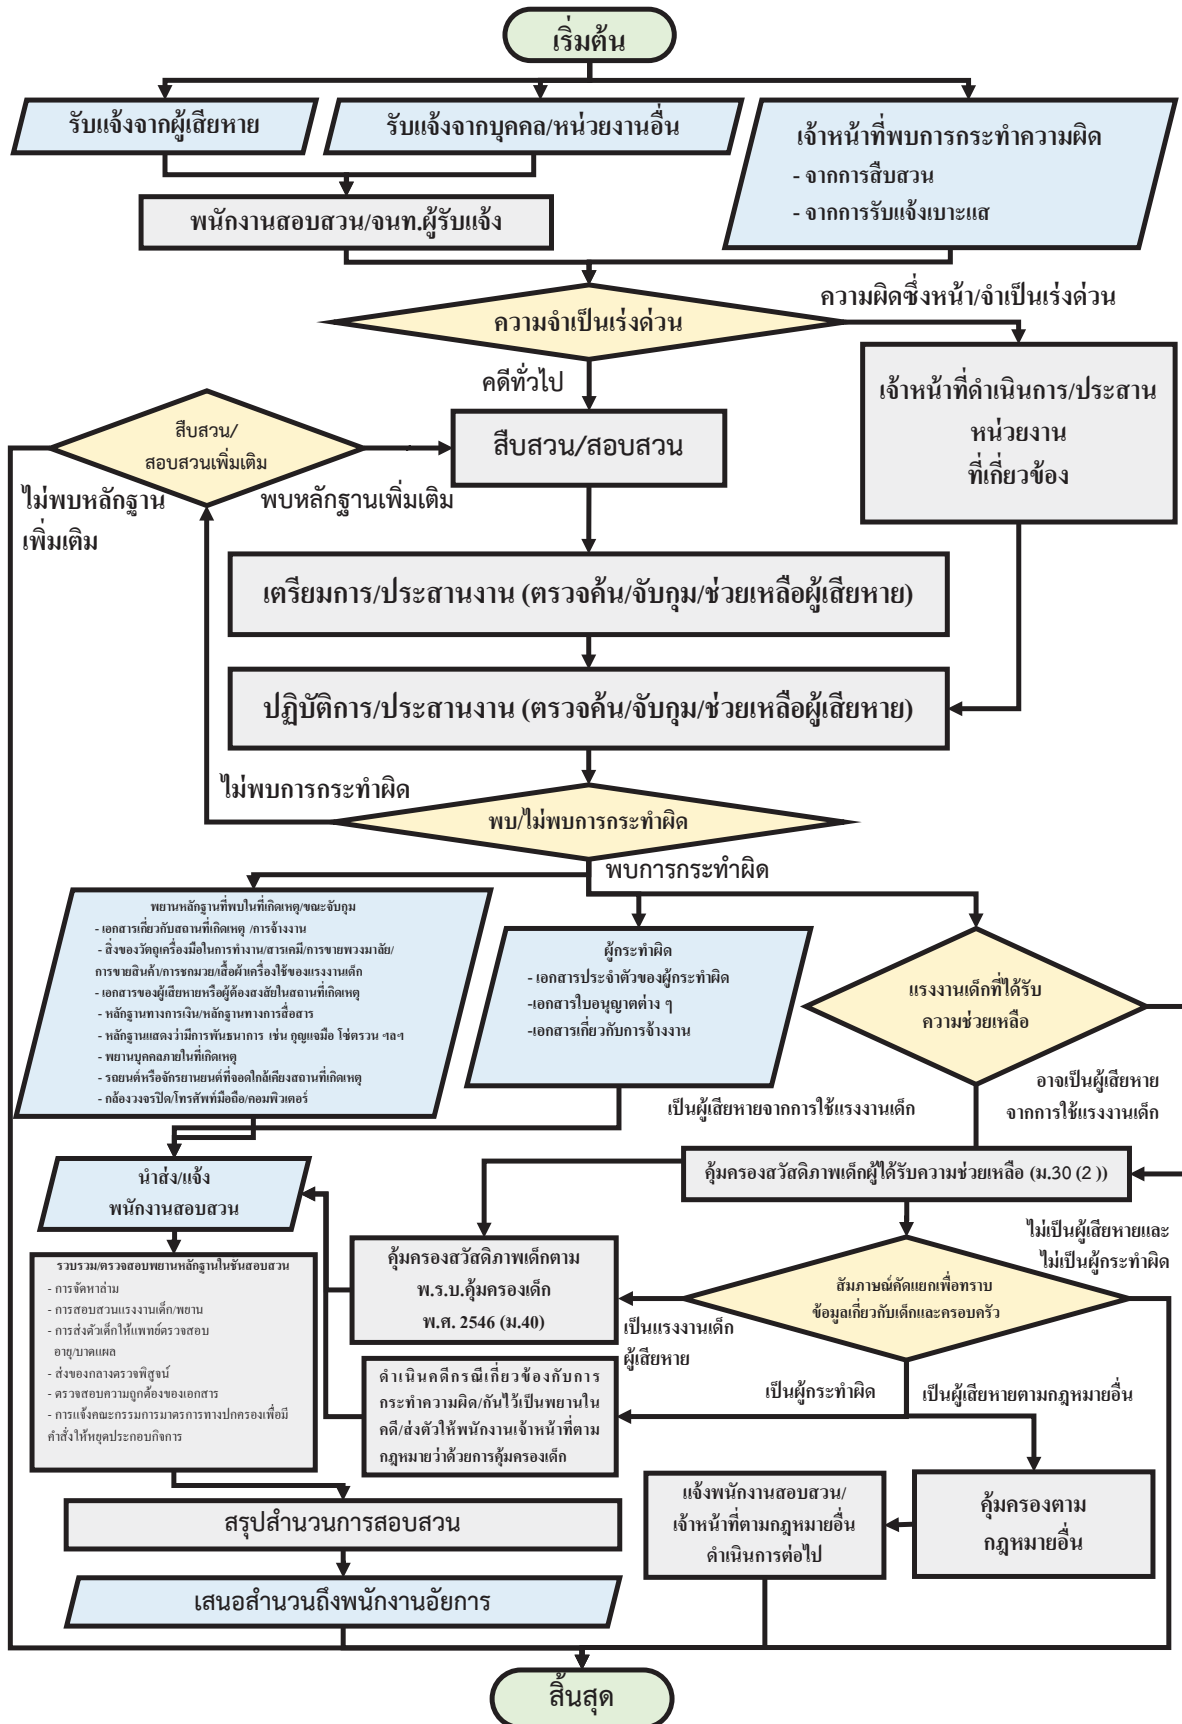 เริ่มต้น
รับแจ้งจากผู้เสียหาย
รับแจ้งจากบุคคล/หน่วยงานอื่น
เจ้าหน้าที่พบการกระทำความผิด
- จากการสืบสวน
- จากการรับแจ้งเบาะแส
พนักงานสอบสวน/จนท.ผู้รับแจ้ง
ความจำเป็นเร่งด่วน
ความผิดซึ่งหน้า/จำเป็นเร่งด่วน
คดีทั่วไป
เจ้าหน้าที่ดำเนินการ/ประสาน
หน่วยงาน
ที่เกี่ยวข้อง
สืบสวน/
สอบสวนเพิ่มเติม
สืบสวน/สอบสวน
ไม่พบหลักฐาน
เพิ่มเติม
พบหลักฐานเพิ่มเติม
เตรียมการ/ประสานงาน (ตรวจค้น/จับกุม/ช่วยเหลือผู้เสียหาย)
ปฏิบัติการ/ประสานงาน (ตรวจค้น/จับกุม/ช่วยเหลือผู้เสียหาย)
ไม่พบการกระทำผิด
พบ/ไม่พบการกระทำผิด
พบการกระทำผิด
พยานหลักฐานที่พบในที่เกิดเหตุ/ขณะจับกุม
- เอกสารเกี่ยวกับสถานที่เกิดเหตุ /การจ้างงาน
- สิ่งของวัตถุเครื่องมือในการทำงาน/สารเคมี/การขายพวงมาลัย/
การขายสินค้า/การชกมวย/เสื้อผ้าเครื่องใช้ของแรงงานเด็ก
- เอกสารของผู้เสียหายหรือผู้ต้องสงสัยในสถานที่เกิดเหตุ
- หลักฐานทางการเงิน/หลักฐานทางการสื่อสาร
- หลักฐานแสดงว่ามีการพันธนาการ เช่น กุญแจมือ โซ่ตรวน ฯลฯ
- พยานบุคคลภายในที่เกิดเหตุ
- รถยนต์หรือจักรยานยนต์ที่จอดใกล้เคียงสถานที่เกิดเหตุ
- กล้องวงจรปิด/โทรศัพท์มือถือ/คอมพิวเตอร์
ผู้กระทำผิด
- เอกสารประจำตัวของผู้กระทำผิด
-เอกสารใบอนุญาตต่าง ๆ
-เอกสารเกี่ยวกับการจ้างงาน
แรงงานเด็กที่ได้รับ
ความช่วยเหลือ
อาจเป็นผู้เสียหาย
จากการใช้แรงงานเด็ก
เป็นผู้เสียหายจากการใช้แรงงานเด็ก
คุ้มครองสวัสดิภาพเด็กผู้ได้รับความช่วยเหลือ (ม.30 (2 ))
นำส่ง/แจ้ง
พนักงานสอบสวน
รวบรวม/ตรวจสอบพยานหลักฐานในชั้นสอบสวน
- การจัดหาล่าม
- การสอบสวนแรงงานเด็ก/พยาน
- การส่งตัวเด็กให้แพทย์ตรวจสอบ
อายุ/บาดแผล
- ส่งของกลางตรวจพิสูจน์
- ตรวจสอบความถูกต้องของเอกสาร
- การแจ้งคณะกรรมการมาตรการทางปกครองเพื่อมี
คำสั่งให้หยุดประกอบกิจการ
คุ้มครองสวัสดิภาพเด็กตาม
พ.ร.บ.คุ้มครองเด็ก
พ.ศ. 2546 (ม.40)
ไม่เป็นผู้เสียหายและ
ไม่เป็นผู้กระทำผิด
สัมภาษณ์คัดแยกเพื่อทราบ
ข้อมูลเกี่ยวกับเด็กและครอบครัว
เป็นแรงงานเด็ก
ผู้เสียหาย
เป็นผู้กระทำผิด
เป็นผู้เสียหายตามกฎหมายอื่น
ดำเนินคดีกรณีเกี่ยวข้องกับการ
กระทำความผิด/กันไว้เป็นพยานใน
คดี/ส่งตัวให้พนักงานเจ้าหน้าที่ตาม
กฎหมายว่าด้วยการคุ้มครองเด็ก
แจ้งพนักงานสอบสวน/
เจ้าหน้าที่ตามกฎหมายอื่น
ดำเนินการต่อไป
คุ้มครองตาม
กฎหมายอื่น
สรุปสำนวนการสอบสวน
เสนอสำนวนถึงพนักงานอัยการ
สิ้นสุด